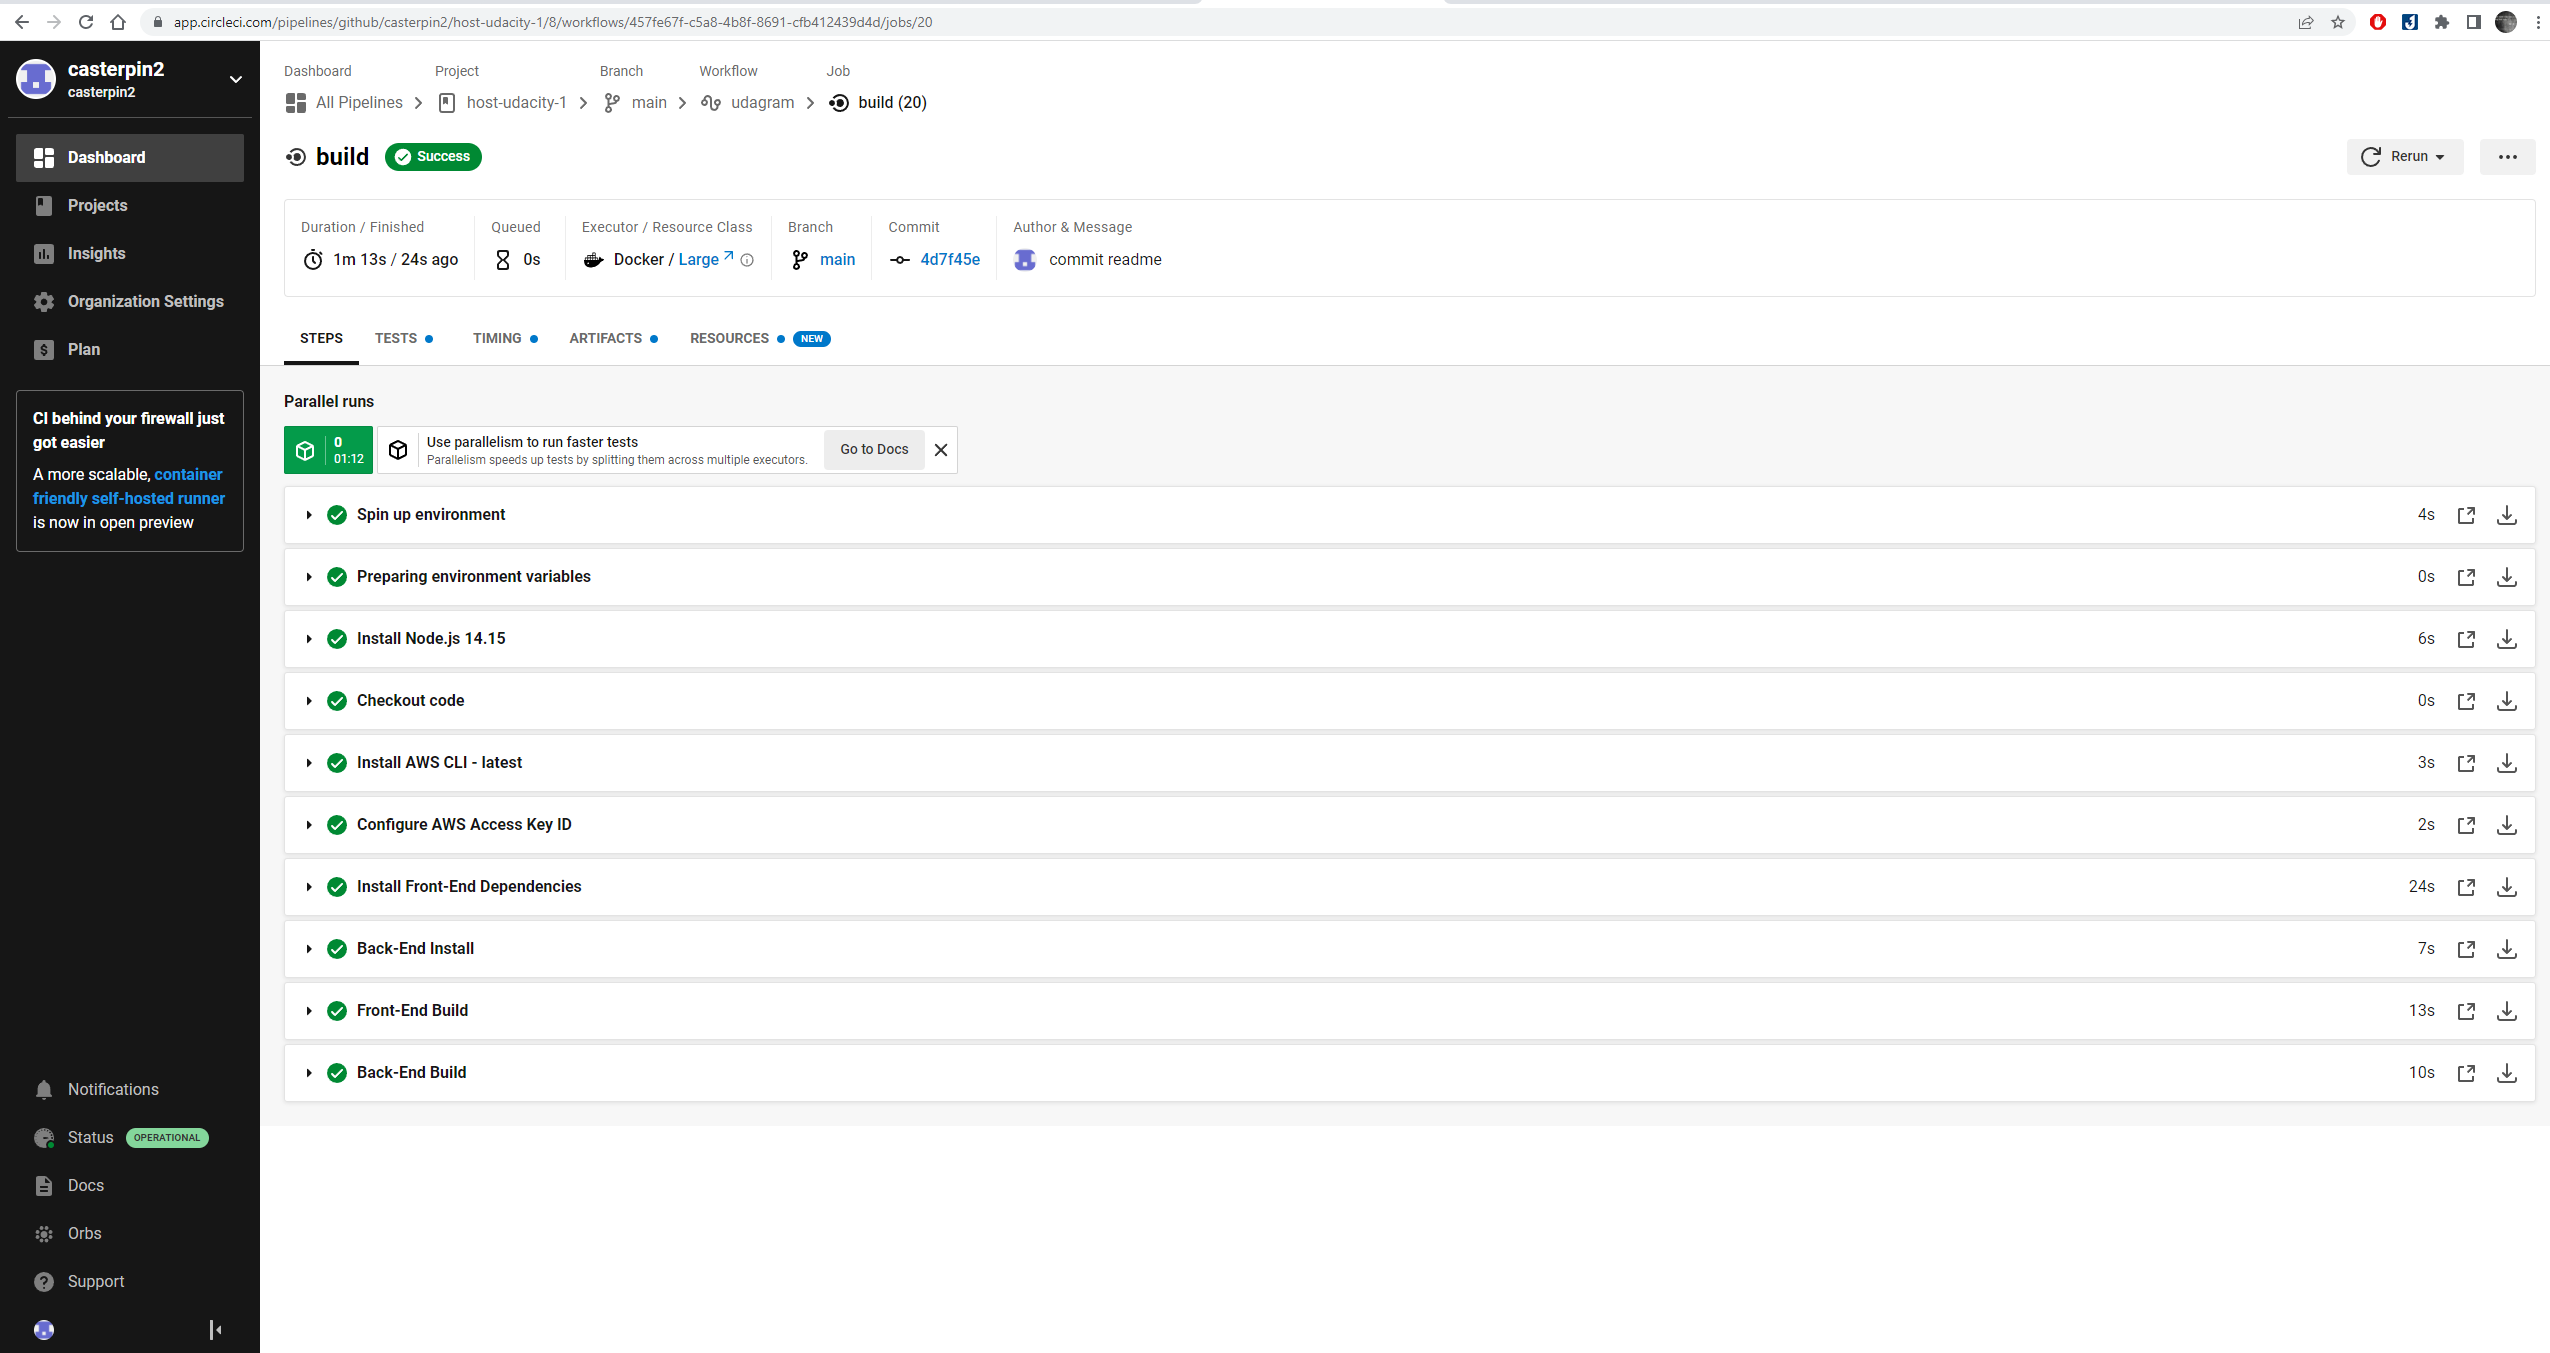 app.circleci.com/pipelines/github/casterpin2/host-udacity-1/8/workflows/457fe67f-c5a8-4b8f-8691-cfb412439d4d/jobs/20
casterpin2
casterpin2
Dashboard
Projects
Insights
Organization Settings
Plan
CI behind your firewall just
got easier
A more scalable, container
friendly self-hosted runner
is now in open preview
Notifications
Status OPERATIONAL
Docs
Orbs
Support
Dashboard Project Branch Workflow Job
All Pipelines host-udacity-1 main udagram build (20)
build Success
Rerun
Duration / Finished Queued Executor / Resource Class Branch Commit Author & Message
1m 13s / 24s ago 0s Docker / Large main 4d7f45e commit readme
STEPS TESTS TIMING ARTIFACTS RESOURCES NEW
Parallel runs
0
01:12
Use parallelism to run faster tests
Parallelism speeds up tests by splitting them across multiple executors.
Go to Docs
Spin up environment 4s
Preparing environment variables 0s
Install Node.js 14.15 6s
Checkout code 0s
Install AWS CLI - latest 3s
Configure AWS Access Key ID 2s
Install Front-End Dependencies 24s
Back-End Install 7s
Front-End Build 13s
Back-End Build 10s